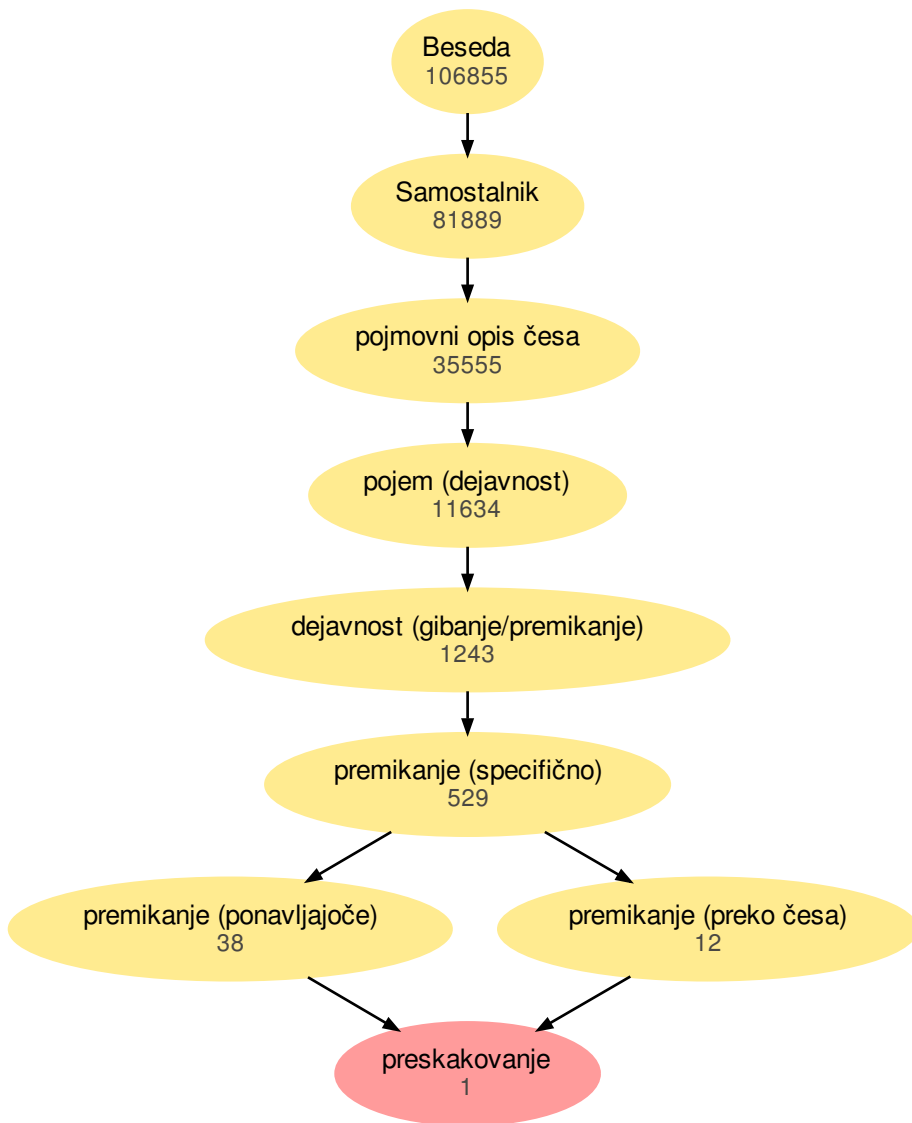 Beseda
106855
Samostalnik
81889
pojmovni opis česa
35555
pojem (dejavnost)
11634
dejavnost (gibanje/premikanje)
1243
premikanje (specifično)
529
premikanje (ponavljajoče)
38
premikanje (preko česa)
12
preskakovanje
1